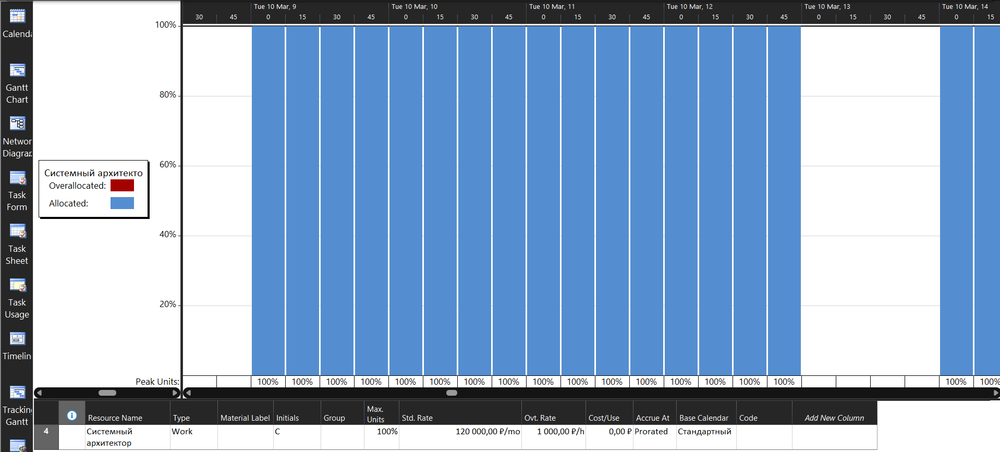 Calenda
Gantt
Chart
Networ
Diagrar
Task
Form
Task
Sheet
Task
Usage
Timelin
Tracking
Gantt
Системный архитекто
Overallocated:
Allocated:
Tue 10 Mar, 9 Tue 10 Mar, 10 Tue 10 Mar, 11 Tue 10 Mar, 12 Tue 10 Mar, 13 Tue 10 Mar, 14
30 45 0 15 30 45 0 15 30 45 0 15 30 45 0 15 30 45 0 15 30 45 0 15
100%
80%
60%
40%
20%
Peak Units: 100% 100% 100% 100% 100% 100% 100% 100% 100% 100% 100% 100% 100% 100% 100% 100% 100% 100%
Resource Name Type Material Label Initials Group Max. Units Std. Rate Ovt. Rate Cost/Use Accrue At Base Calendar Code Add New Column
4 Системный архитектор Work С 100% 120 000,00 ₽/mo 1 000,00 ₽/h 0,00 ₽ Prorated Стандартный